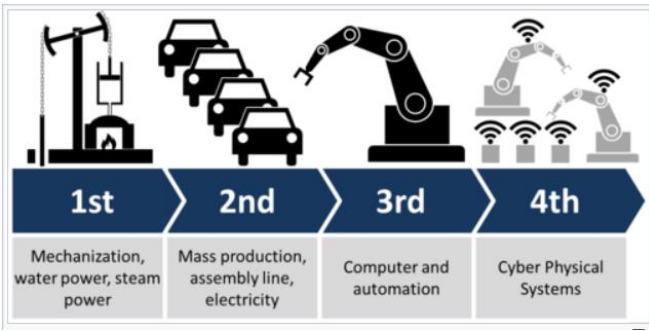 1st
2nd
3rd
4th
Mechanization,
water power, steam
power
Mass production,
assembly line,
electricity
Computer and
automation
Cyber Physical
Systems